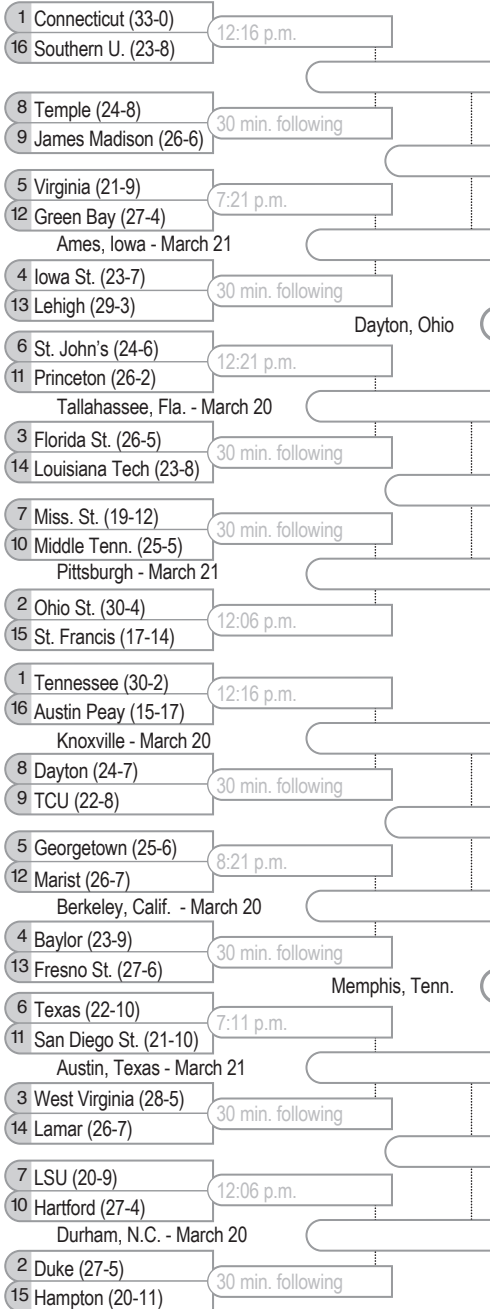 1 Connecticut (33-0)
12:16 p.m.
16 Southern U. (23-8)
8 Temple (24-8)
30 min. following
9 James Madison (26-6)
5 Virginia (21-9)
7:21 p.m.
12 Green Bay (27-4)
Ames, Iowa - March 21
4 Iowa St. (23-7)
30 min. following
13 Lehigh (29-3)
Dayton, Ohio
6 St. John's (24-6)
12:21 p.m.
11 Princeton (26-2)
Tallahassee, Fla. - March 20
3 Florida St. (26-5)
30 min. following
14 Louisiana Tech (23-8)
7 Miss. St. (19-12)
30 min. following
10 Middle Tenn. (25-5)
Pittsburgh - March 21
2 Ohio St. (30-4)
12:06 p.m.
15 St. Francis (17-14)
1 Tennessee (30-2)
12:16 p.m.
16 Austin Peay (15-17)
Knoxville - March 20
8 Dayton (24-7)
30 min. following
9 TCU (22-8)
5 Georgetown (25-6)
8:21 p.m.
12 Marist (26-7)
Berkeley, Calif. - March 20
4 Baylor (23-9)
30 min. following
13 Fresno St. (27-6)
Memphis, Tenn.
6 Texas (22-10)
7:11 p.m.
11 San Diego St. (21-10)
Austin, Texas - March 21
3 West Virginia (28-5)
30 min. following
14 Lamar (26-7)
7 LSU (20-9)
12:06 p.m.
10 Hartford (27-4)
Durham, N.C. - March 20
2 Duke (27-5)
30 min. following
15 Hampton (20-11)